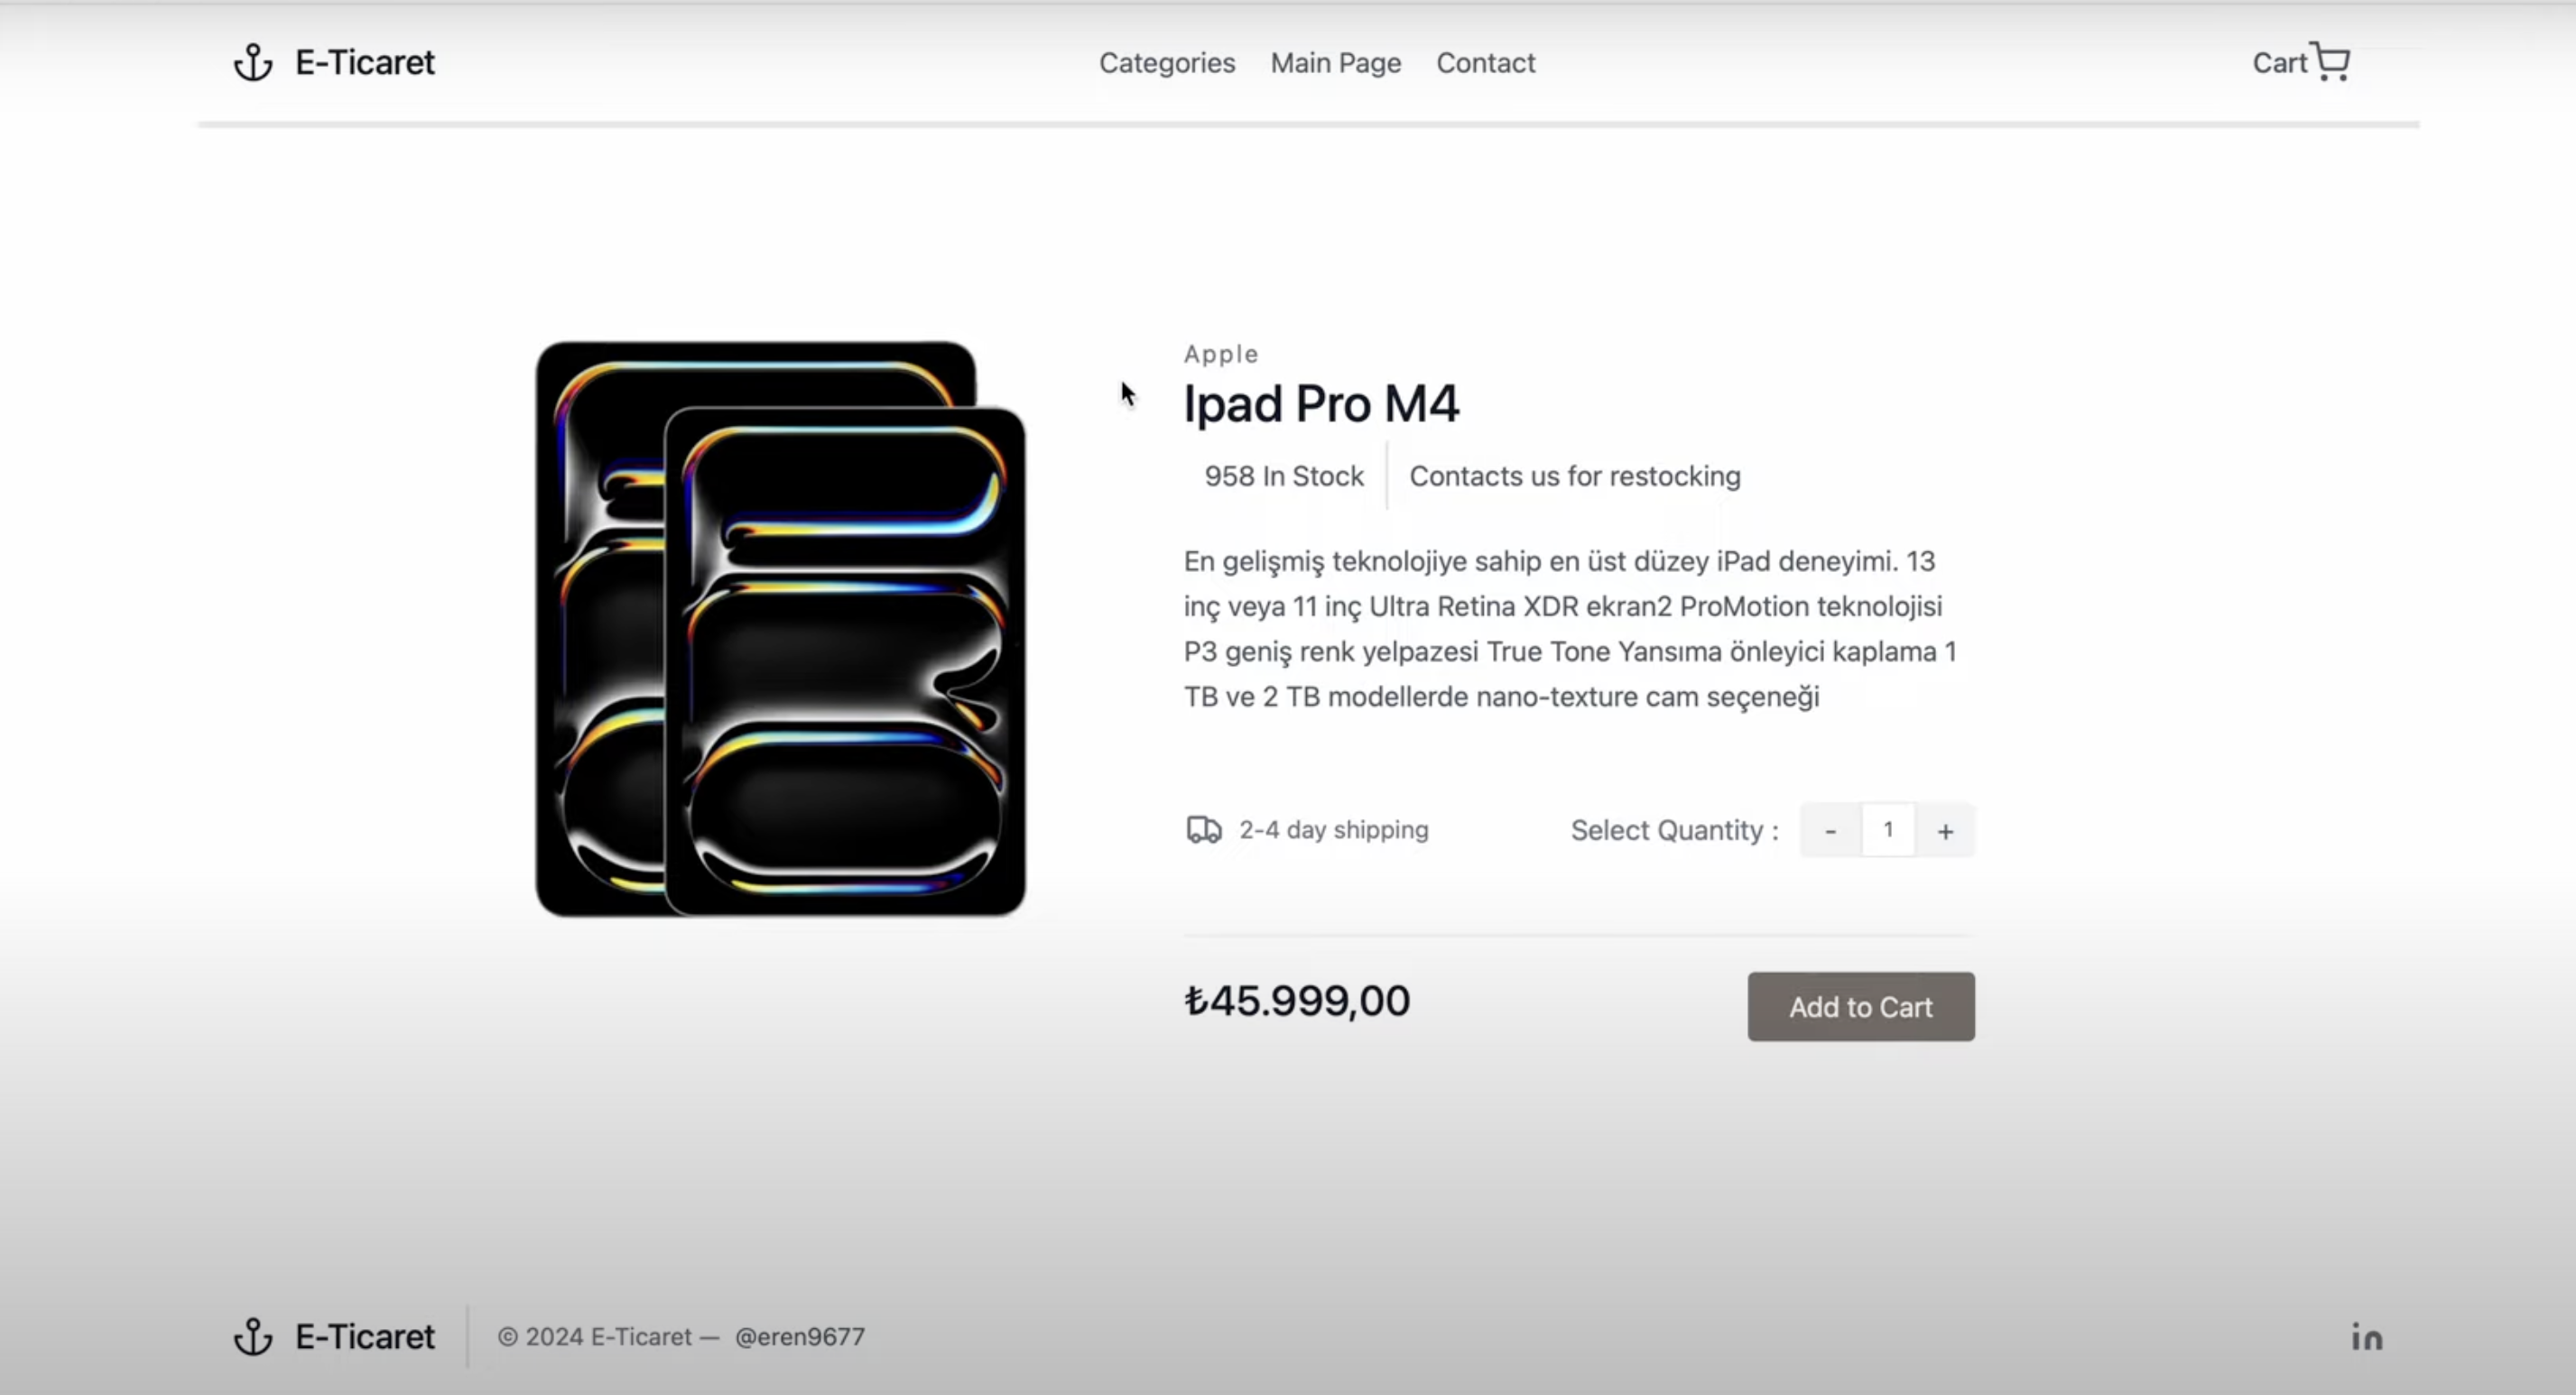 E-Ticaret
Categories Main Page Contact
Cart
Apple
Ipad Pro M4
958 In Stock
Contacts us for restocking
En gelişmiş teknolojiye sahip en üst düzey iPad deneyimi. 13
inç veya 11 inç Ultra Retina XDR ekran2 ProMotion teknolojisi
P3 geniş renk yelpazesi True Tone Yansıma önleyici kaplama 1
TB ve 2 TB modellerde nano-texture cam seçeneği
2-4 day shipping
Select Quantity :
- 1 +
₺45.999,00
Add to Cart
E-Ticaret
© 2024 E-Ticaret — @eren9677
in